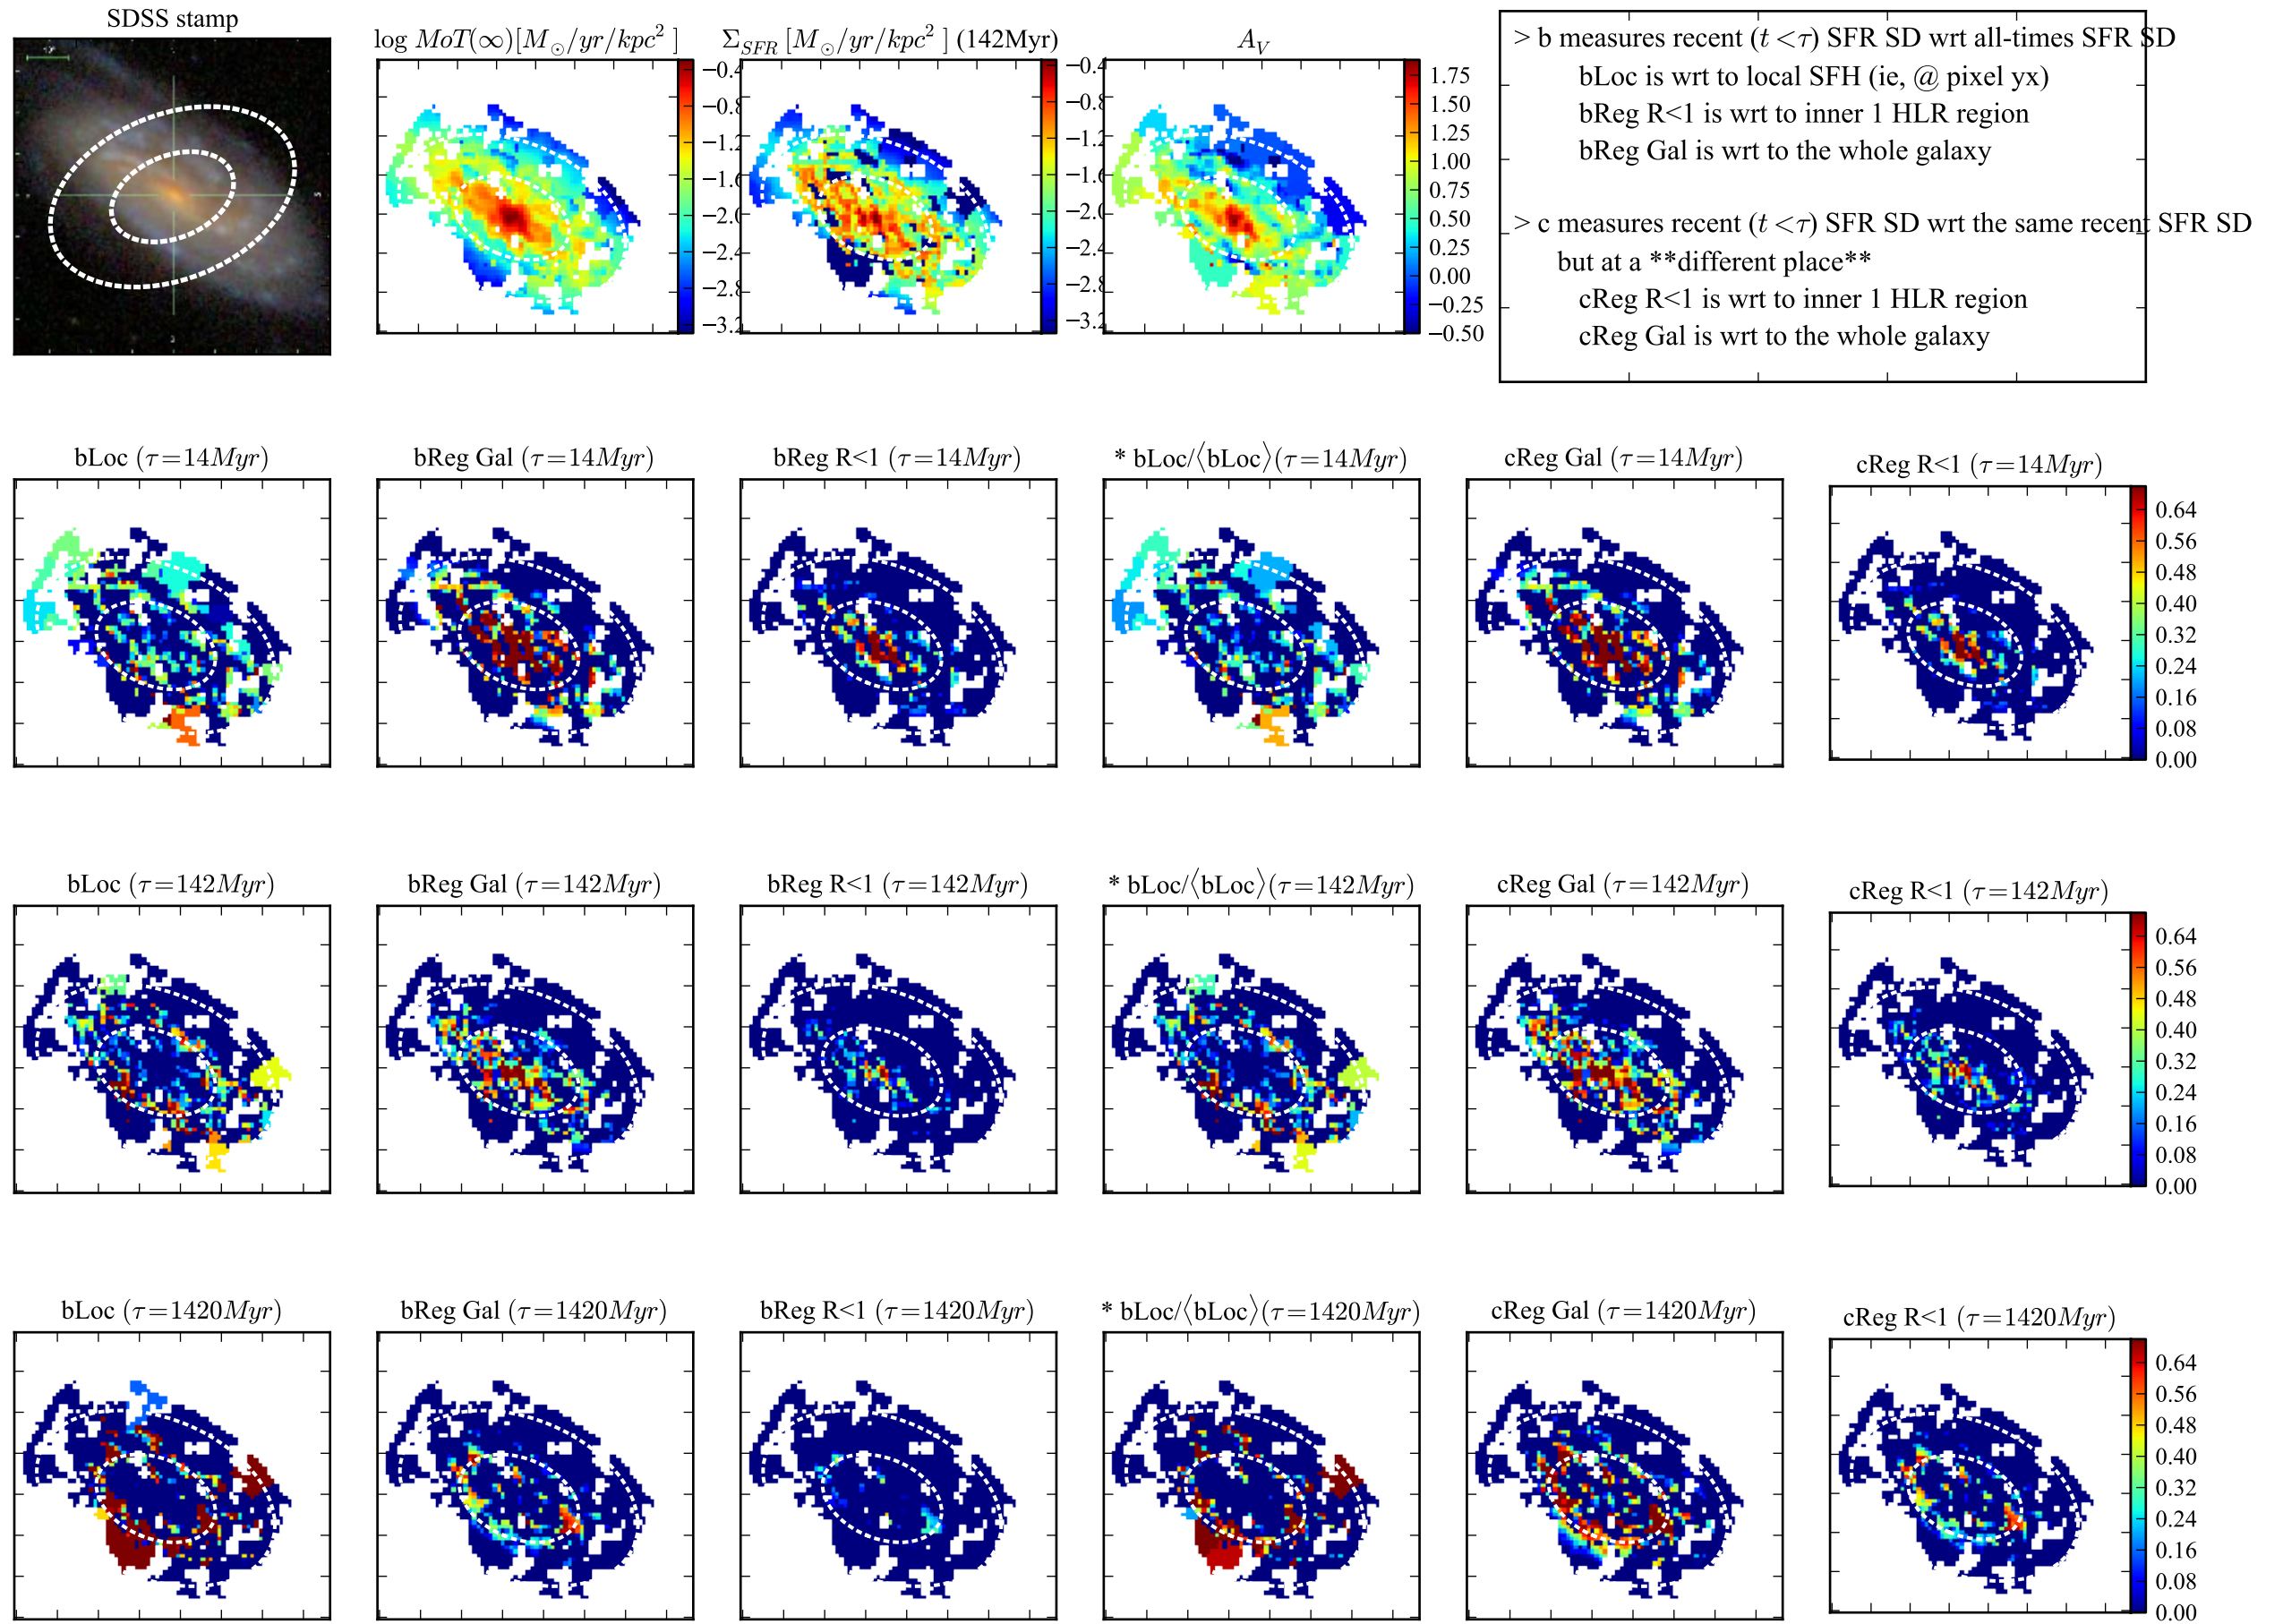 SDSS stamp
log MoT(∞)[M⊙/yr/kpc² ]
Σ_SFR [M⊙/yr/kpc² ] (142Myr)
A_V
−0.4
−0.8
−1.2
−1.6
−2.0
−2.4
−2.8
−3.2
−0.4
−0.8
−1.2
−1.6
−2.0
−2.4
−2.8
−3.2
1.75
1.50
1.25
1.00
0.75
0.50
0.25
0.00
−0.25
−0.50
> b measures recent (t <τ) SFR SD wrt all-times SFR SD
bLoc is wrt to local SFH (ie, @ pixel yx)
bReg R<1 is wrt to inner 1 HLR region
bReg Gal is wrt to the whole galaxy
> c measures recent (t <τ) SFR SD wrt the same recent SFR SD
but at a **different place**
cReg R<1 is wrt to inner 1 HLR region
cReg Gal is wrt to the whole galaxy
bLoc (τ=14Myr)
bReg Gal (τ=14Myr)
bReg R<1 (τ=14Myr)
* bLoc/⟨bLoc⟩(τ=14Myr)
cReg Gal (τ=14Myr)
cReg R<1 (τ=14Myr)
0.64
0.56
0.48
0.40
0.32
0.24
0.16
0.08
0.00
bLoc (τ=142Myr)
bReg Gal (τ=142Myr)
bReg R<1 (τ=142Myr)
* bLoc/⟨bLoc⟩(τ=142Myr)
cReg Gal (τ=142Myr)
cReg R<1 (τ=142Myr)
0.64
0.56
0.48
0.40
0.32
0.24
0.16
0.08
0.00
bLoc (τ=1420Myr)
bReg Gal (τ=1420Myr)
bReg R<1 (τ=1420Myr)
* bLoc/⟨bLoc⟩(τ=1420Myr)
cReg Gal (τ=1420Myr)
cReg R<1 (τ=1420Myr)
0.64
0.56
0.48
0.40
0.32
0.24
0.16
0.08
0.00